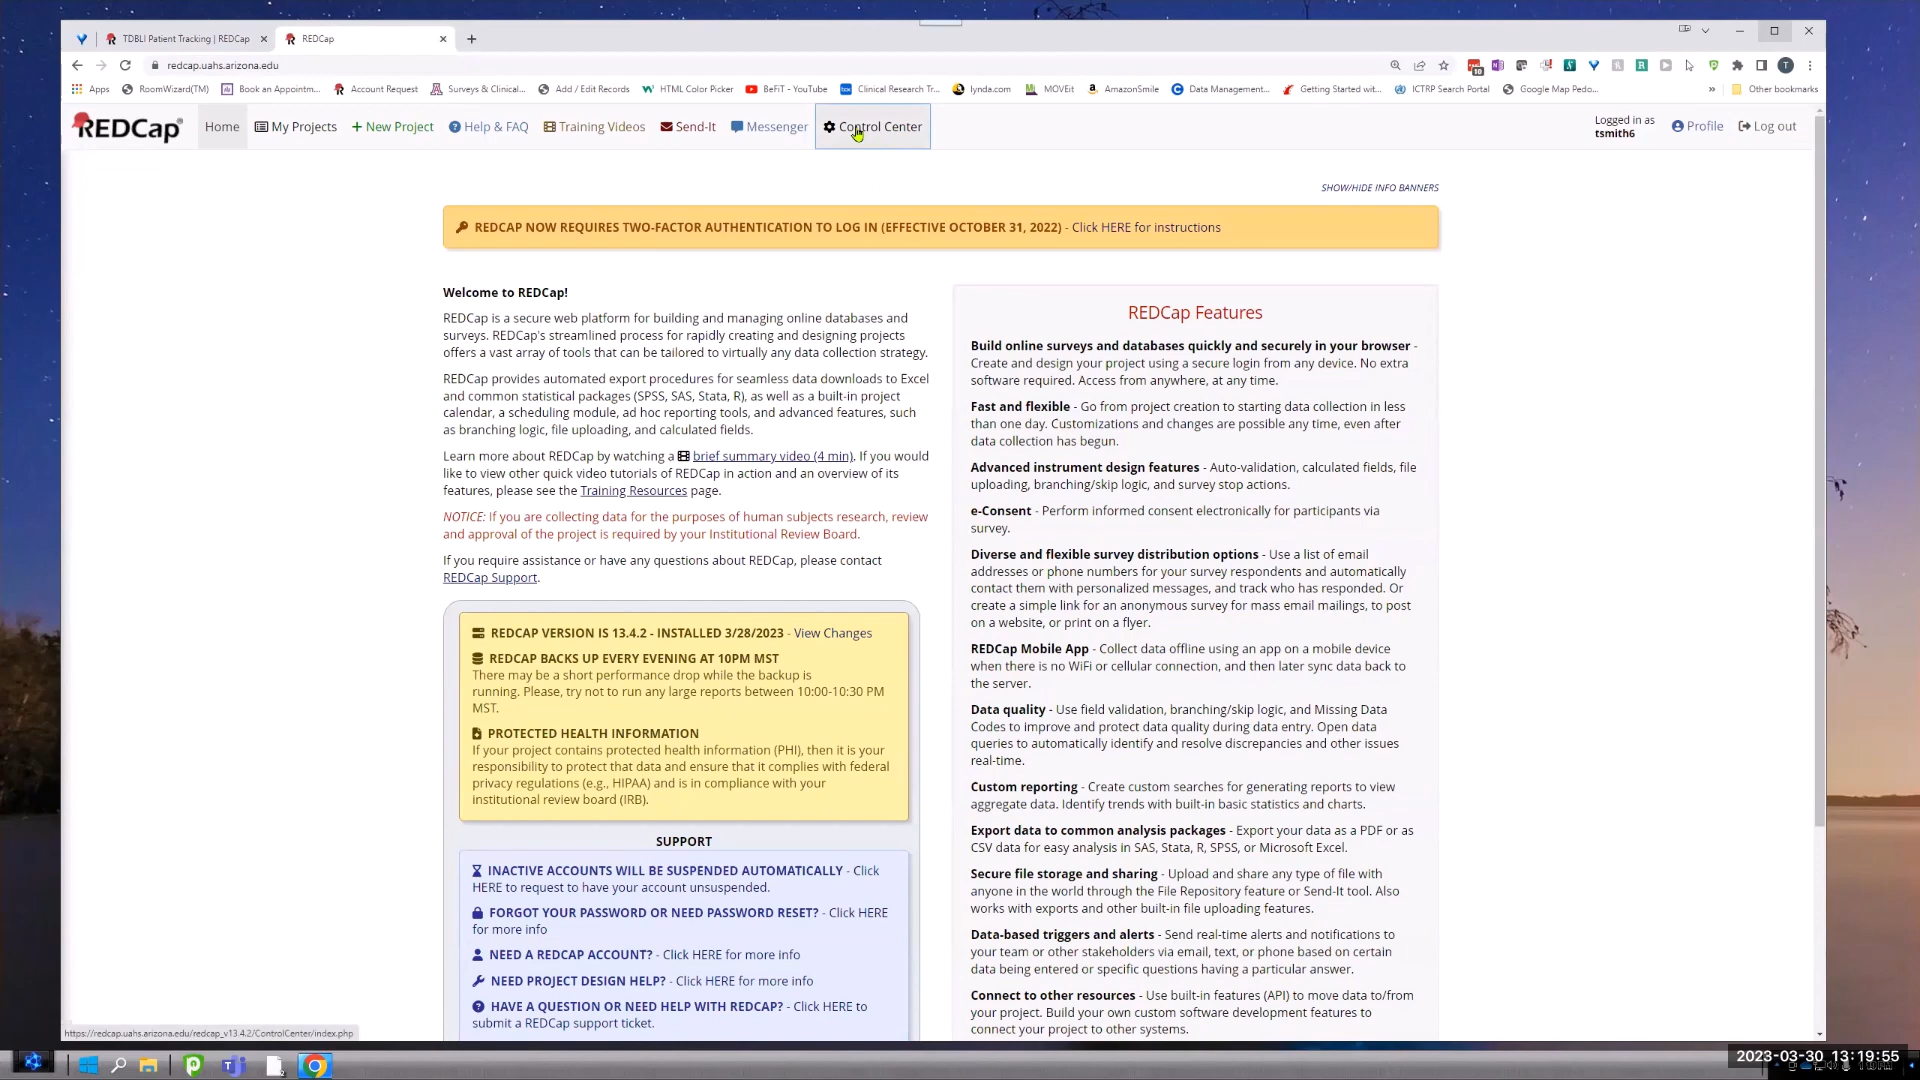 TDBLI Patient Tracking | REDCap
REDCap
redcap.uahs.arizona.edu
Apps
RoomWizard(TM)
Book an Appointm...
Account Request
Surveys & Clinical...
Add / Edit Records
HTML Color Picker
BeFiT - YouTube
Clinical Research Tr...
lynda.com
MOVEit
AmazonSmile
Data Management...
Getting Started wit...
ICTRP Search Portal
Google Map Pedo...
»
Other bookmarks
REDCap
Home
My Projects
+ New Project
Help & FAQ
Training Videos
Send-It
Messenger
Control Center
Logged in as
tsmith6
Profile
Log out
SHOW/HIDE INFO BANNERS
REDCAP NOW REQUIRES TWO-FACTOR AUTHENTICATION TO LOG IN (EFFECTIVE OCTOBER 31, 2022) - Click HERE for instructions
Welcome to REDCap!
REDCap is a secure web platform for building and managing online databases and
surveys. REDCap's streamlined process for rapidly creating and designing projects
offers a vast array of tools that can be tailored to virtually any data collection strategy.
REDCap provides automated export procedures for seamless data downloads to Excel
and common statistical packages (SPSS, SAS, Stata, R), as well as a built-in project
calendar, a scheduling module, ad hoc reporting tools, and advanced features, such
as branching logic, file uploading, and calculated fields.
Learn more about REDCap by watching a brief summary video (4 min). If you would
like to view other quick video tutorials of REDCap in action and an overview of its
features, please see the Training Resources page.
NOTICE: If you are collecting data for the purposes of human subjects research, review
and approval of the project is required by your Institutional Review Board.
If you require assistance or have any questions about REDCap, please contact
REDCap Support.
REDCAP VERSION IS 13.4.2 - INSTALLED 3/28/2023 - View Changes
REDCAP BACKS UP EVERY EVENING AT 10PM MST
There may be a short performance drop while the backup is
running. Please, try not to run any large reports between 10:00-10:30 PM
MST.
PROTECTED HEALTH INFORMATION
If your project contains protected health information (PHI), then it is your
responsibility to protect that data and ensure that it complies with federal
privacy regulations (e.g., HIPAA) and is in compliance with your
institutional review board (IRB).
SUPPORT
INACTIVE ACCOUNTS WILL BE SUSPENDED AUTOMATICALLY - Click
HERE to request to have your account unsuspended.
FORGOT YOUR PASSWORD OR NEED PASSWORD RESET? - Click HERE
for more info
NEED A REDCAP ACCOUNT? - Click HERE for more info
NEED PROJECT DESIGN HELP? - Click HERE for more info
HAVE A QUESTION OR NEED HELP WITH REDCAP? - Click HERE to
submit a REDCap support ticket.
REDCap Features
Build online surveys and databases quickly and securely in your browser -
Create and design your project using a secure login from any device. No extra
software required. Access from anywhere, at any time.
Fast and flexible - Go from project creation to starting data collection in less
than one day. Customizations and changes are possible any time, even after
data collection has begun.
Advanced instrument design features - Auto-validation, calculated fields, file
uploading, branching/skip logic, and survey stop actions.
e-Consent - Perform informed consent electronically for participants via
survey.
Diverse and flexible survey distribution options - Use a list of email
addresses or phone numbers for your survey respondents and automatically
contact them with personalized messages, and track who has responded. Or
create a simple link for an anonymous survey for mass email mailings, to post
on a website, or print on a flyer.
REDCap Mobile App - Collect data offline using an app on a mobile device
when there is no WiFi or cellular connection, and then later sync data back to
the server.
Data quality - Use field validation, branching/skip logic, and Missing Data
Codes to improve and protect data quality during data entry. Open data
queries to automatically identify and resolve discrepancies and other issues
real-time.
Custom reporting - Create custom searches for generating reports to view
aggregate data. Identify trends with built-in basic statistics and charts.
Export data to common analysis packages - Export your data as a PDF or as
CSV data for easy analysis in SAS, Stata, R, SPSS, or Microsoft Excel.
Secure file storage and sharing - Upload and share any type of file with
anyone in the world through the File Repository feature or Send-It tool. Also
works with exports and other built-in file uploading features.
Data-based triggers and alerts - Send real-time alerts and notifications to
your team or other stakeholders via email, text, or phone based on certain
data being entered or specific questions having a particular answer.
Connect to other resources - Use built-in features (API) to move data to/from
your project. Build your own custom software development features to
connect your project to other systems.
https://redcap.uahs.arizona.edu/redcap_v13.4.2/ControlCenter/index.php
2023-03-30 13:19:55